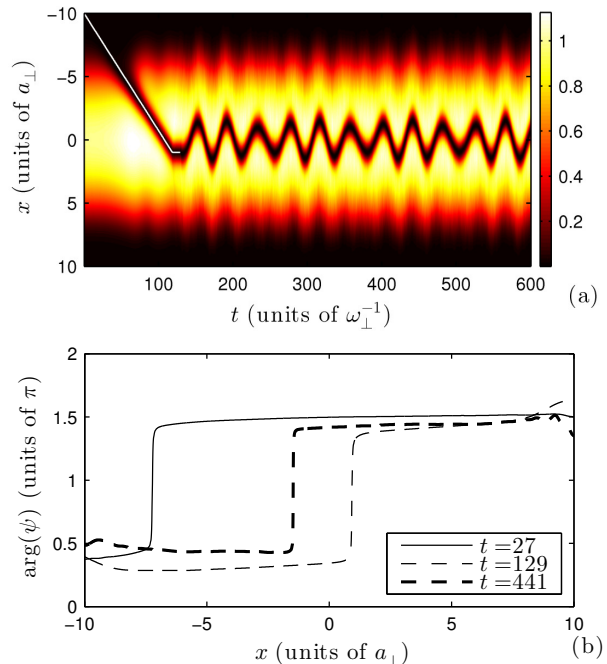 −10
−5
0
5
10
x (units of a⊥)
100 200 300 400 500 600
t (units of ω⊥⁻¹)
1
0.8
0.6
0.4
0.2
(a)
2
1.5
1
0.5
0
arg(ψ) (units of π)
t=27
t=129
t=441
−10 −5 0 5 10
x (units of a⊥)
(b)